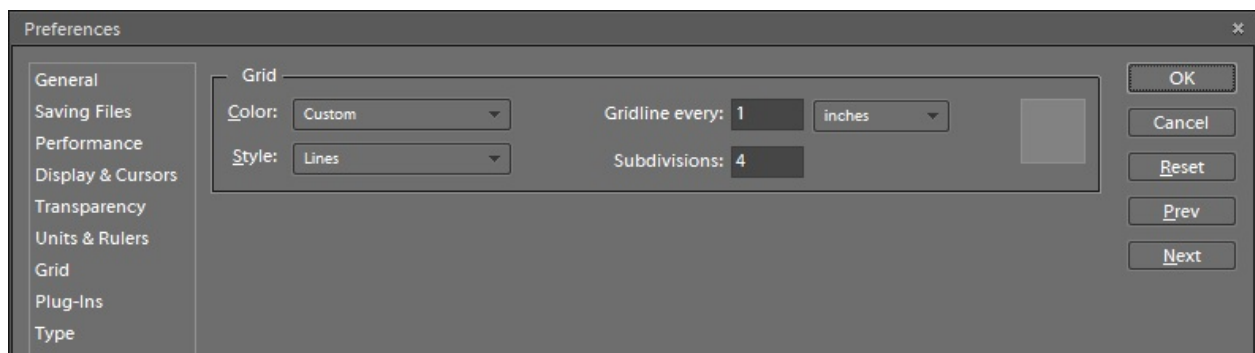 Preferences
General
Saving Files
Performance
Display & Cursors
Transparency
Units & Rulers
Grid
Plug-Ins
Type
Grid
Color: Custom
Gridline every: 1 inches
Style: Lines
Subdivisions: 4
OK
Cancel
Reset
Prev
Next